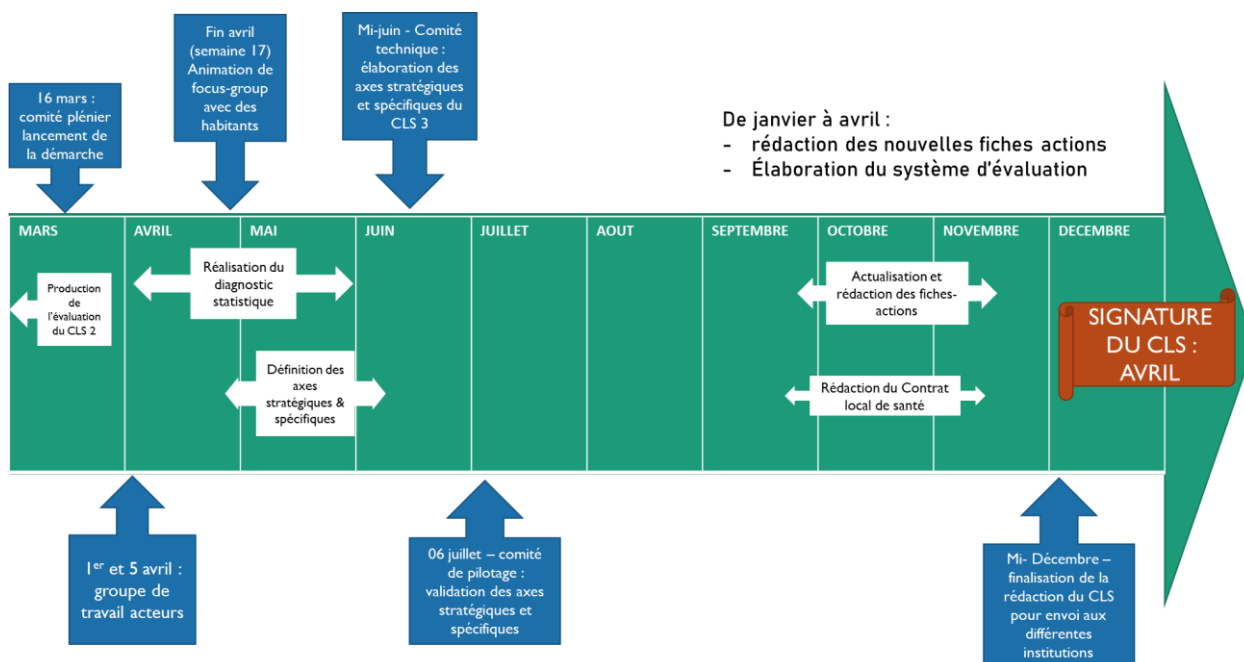 16 mars :
comité plénier
lancement de
la démarche
Fin avril
(semaine 17)
Animation de
focus-group
avec des
habitants
Mi-juin - Comité
technique :
élaboration des
axes stratégiques
et spécifiques du
CLS 3
De janvier à avril :
- rédaction des nouvelles fiches actions
- Élaboration du système d'évaluation
MARS
AVRIL
MAI
JUIN
JUILLET
AOUT
SEPTEMBRE
OCTOBRE
NOVEMBRE
DECEMBRE
Production
de
l'évaluation
du CLS 2
Réalisation du
diagnostic
statistique
Définition des
axes
stratégiques &
spécifiques
Actualisation et
rédaction des fiches-
actions
Rédaction du Contrat
local de santé
SIGNATURE
DU CLS :
AVRIL
1er et 5 avril :
groupe de
travail acteurs
06 juillet – comité
de pilotage :
validation des axes
stratégiques et
spécifiques
Mi- Décembre –
finalisation de la
rédaction du CLS
pour envoi aux
différentes
institutions